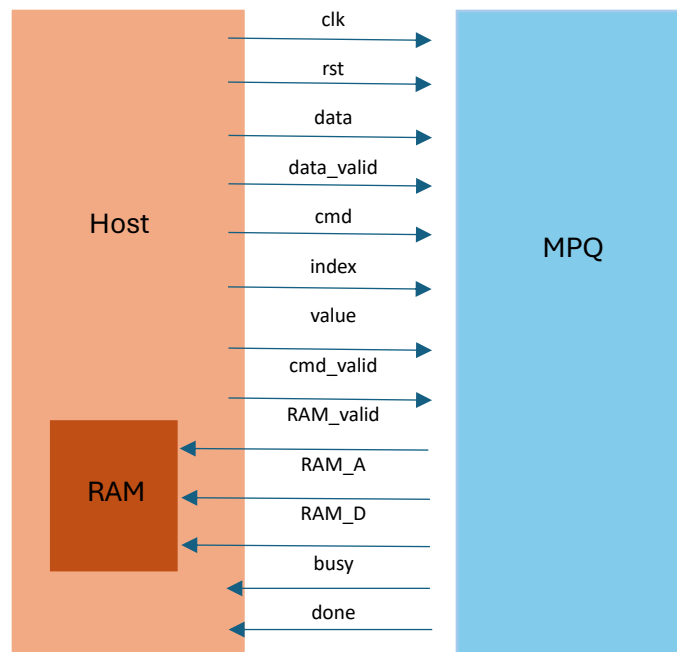 clk
rst
data
data_valid
cmd
Host
MPQ
index
value
cmd_valid
RAM_valid
RAM_A
RAM
RAM_D
busy
done